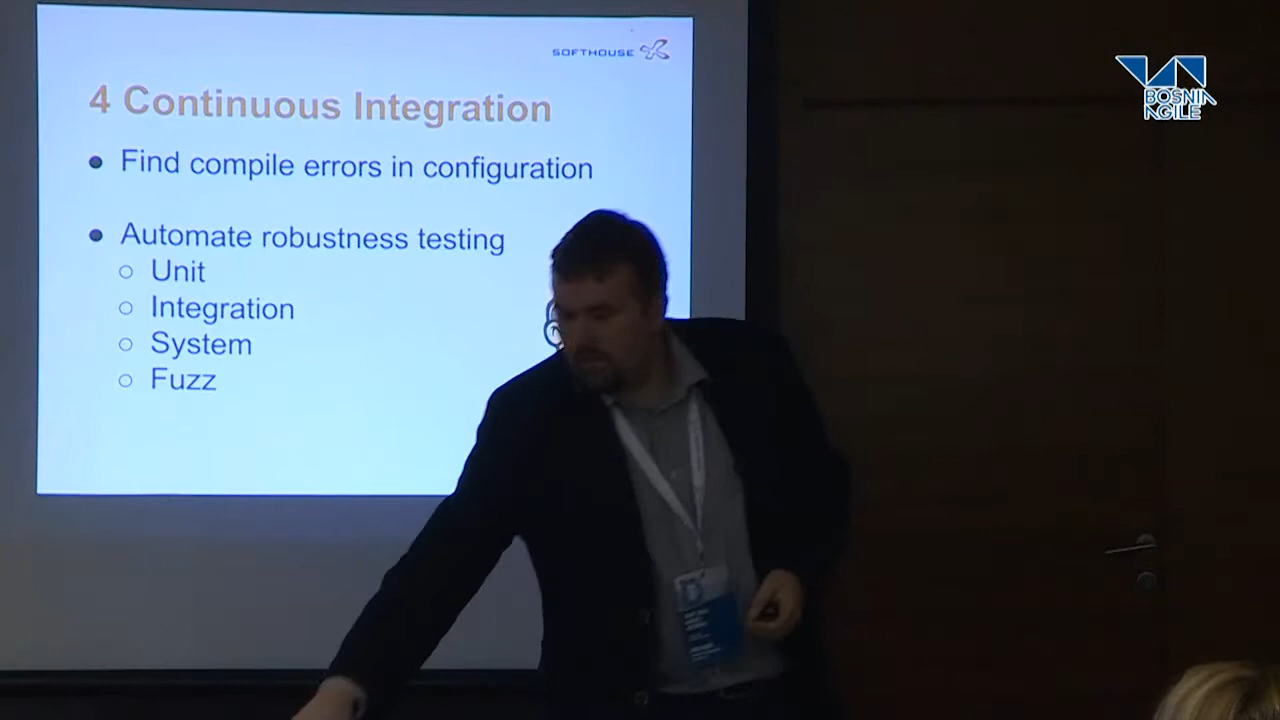 SOFTHOUSE
4 Continuous Integration
Find compile errors in configuration
Automate robustness testing
Unit
Integration
System
Fuzz
BOSNIA
AGILE